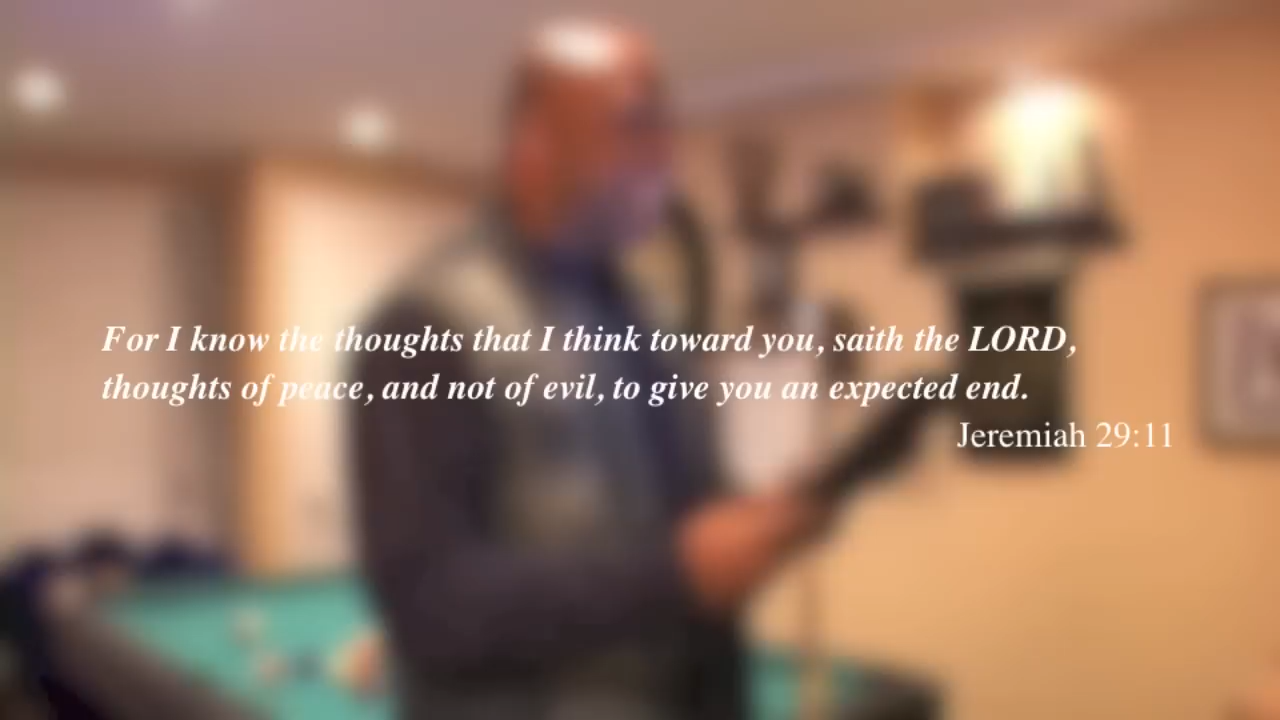 For I know the thoughts that I think toward you, saith the LORD,
thoughts of peace, and not of evil, to give you an expected end.
Jeremiah 29:11